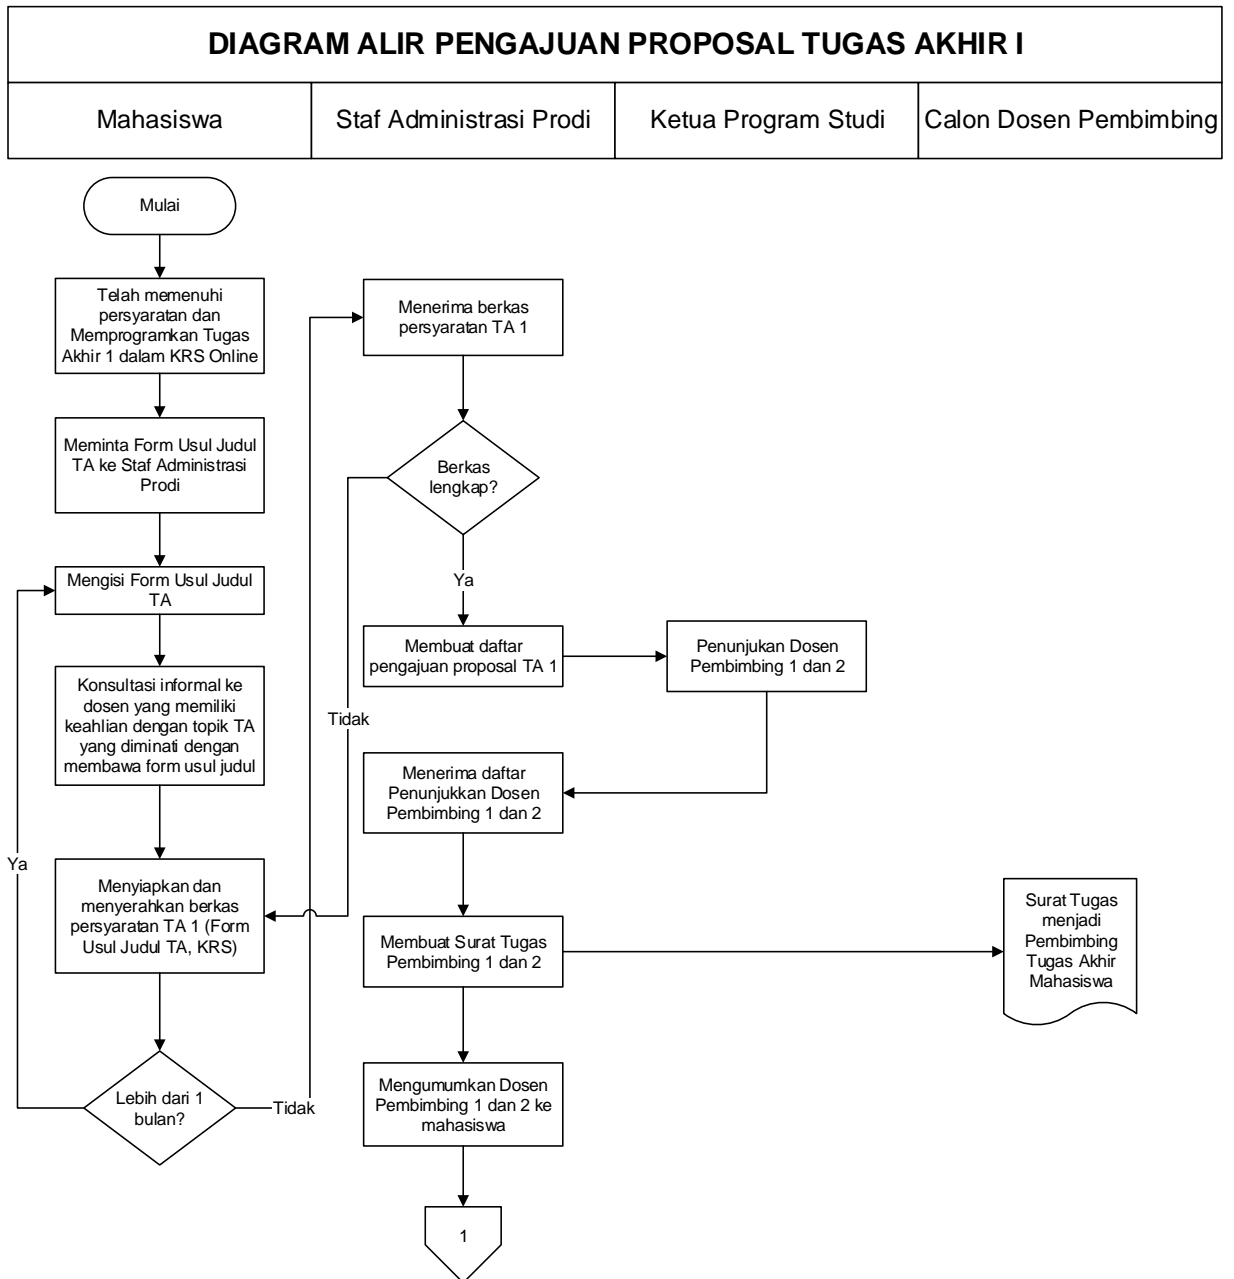 DIAGRAM ALIR PENGAJUAN PROPOSAL TUGAS AKHIR I
Mahasiswa
Staf Administrasi Prodi
Ketua Program Studi
Calon Dosen Pembimbing
Mulai
Telah memenuhi
persyaratan dan
Memprogramkan Tugas
Akhir 1 dalam KRS Online
Meminta Form Usul Judul
TA ke Staf Administrasi
Prodi
Mengisi Form Usul Judul
TA
Konsultasi informal ke
dosen yang memiliki
keahlian dengan topik TA
yang diminati dengan
membawa form usul judul
Ya
Menyiapkan dan
menyerahkan berkas
persyaratan TA 1 (Form
Usul Judul TA, KRS)
Lebih dari 1
bulan?
Tidak
Menerima berkas
persyaratan TA 1
Berkas
lengkap?
Ya
Tidak
Membuat daftar
pengajuan proposal TA 1
Penunjukan Dosen
Pembimbing 1 dan 2
Menerima daftar
Penunjukkan Dosen
Pembimbing 1 dan 2
Membuat Surat Tugas
Pembimbing 1 dan 2
Surat Tugas
menjadi
Pembimbing
Tugas Akhir
Mahasiswa
Mengumumkan Dosen
Pembimbing 1 dan 2 ke
mahasiswa
1